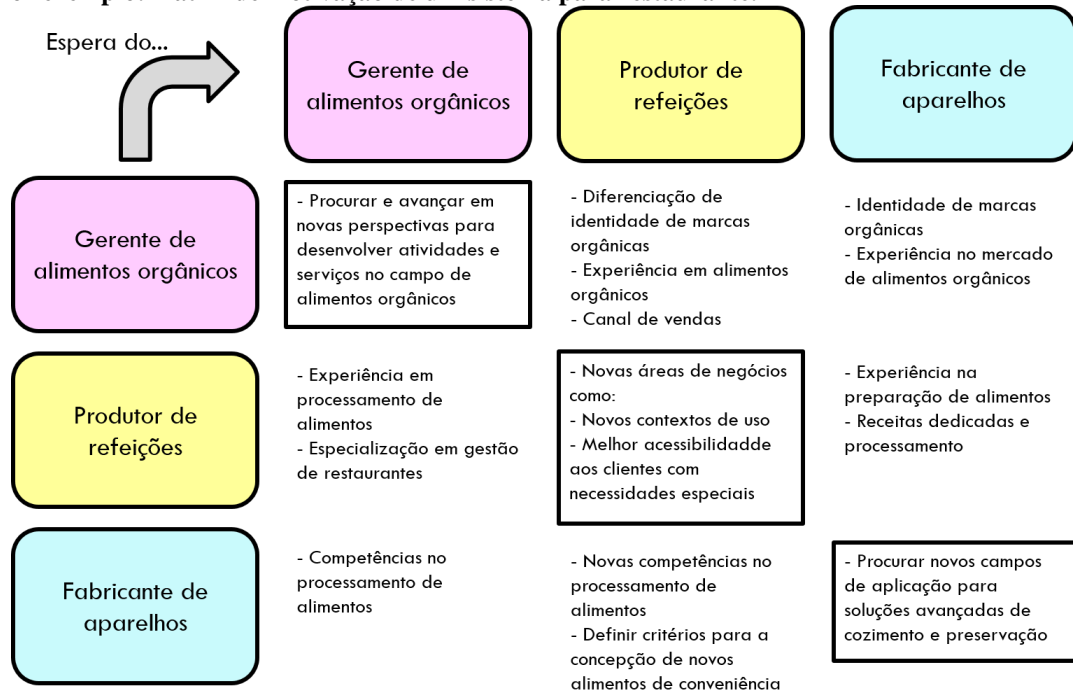 Espera do...
Gerente de
alimentos orgânicos
Produtor de
refeições
Fabricante de
aparelhos
Gerente de
alimentos orgânicos
- Procurar e avançar em
novas perspectivas para
desenvolver atividades e
serviços no campo de
alimentos orgânicos
- Diferenciação de
identidade de marcas
orgânicas
- Experiência em alimentos
orgânicos
- Canal de vendas
- Identidade de marcas
orgânicas
- Experiência no mercado
de alimentos orgânicos
Produtor de
refeições
- Experiência em
processamento de
alimentos
- Especialização em gestão
de restaurantes
- Novas áreas de negócios
como:
- Novos contextos de uso
- Melhor acessibilidadde
aos clientes com
necessidades especiais
- Experiência na
preparação de alimentos
- Receitas dedicadas e
processamento
Fabricante de
aparelhos
- Competências no
processamento de
alimentos
- Novas competências no
processamento de
alimentos
- Definir critérios para a
concepção de novos
alimentos de conveniência
- Procurar novos campos
de aplicação para
soluções avançadas de
cozimento e preservação